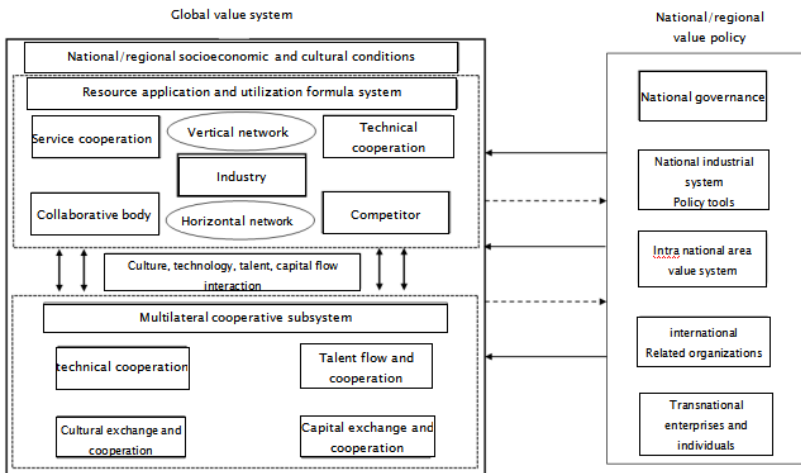 Global value system
National/regional
value policy
National/regional socioeconomic and cultural conditions
Resource application and utilization formula system
Service cooperation
Vertical network
Technical
cooperation
Industry
Collaborative body
Horizontal network
Competitor
Culture, technology, talent, capital flow
interaction
Multilateral cooperative subsystem
technical cooperation
Talent flow and
cooperation
Cultural exchange and
cooperation
Capital exchange and
cooperation
National governance
National industrial
system
Policy tools
Intra national area
value system
international
Related organizations
Transnational
enterprises and
individuals